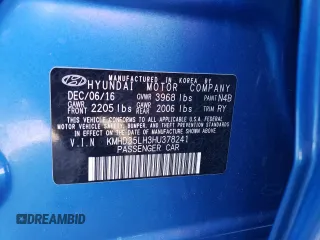 MANUFACTURED IN KOREA BY
HYUNDAI MOTOR COMPANY
DEC/06/16 GVWR 3968 lbs PAINT N4B
GAWR FRONT 2205 lbs GAWR REAR 2006 lbs TRIM RY
THIS VEHICLE CONFORMS TO ALL APPLICABLE
U.S. FEDERAL MOTOR VEHICLE SAFETY, BUMPER,
AND THEFT PREVENTION STANDARDS IN EFFECT ON
THE DATE OF MANUFACTURE SHOWN ABOVE.
V.I.N KMHD35LH3HU378241
PASSENGER CAR
DREAMBID